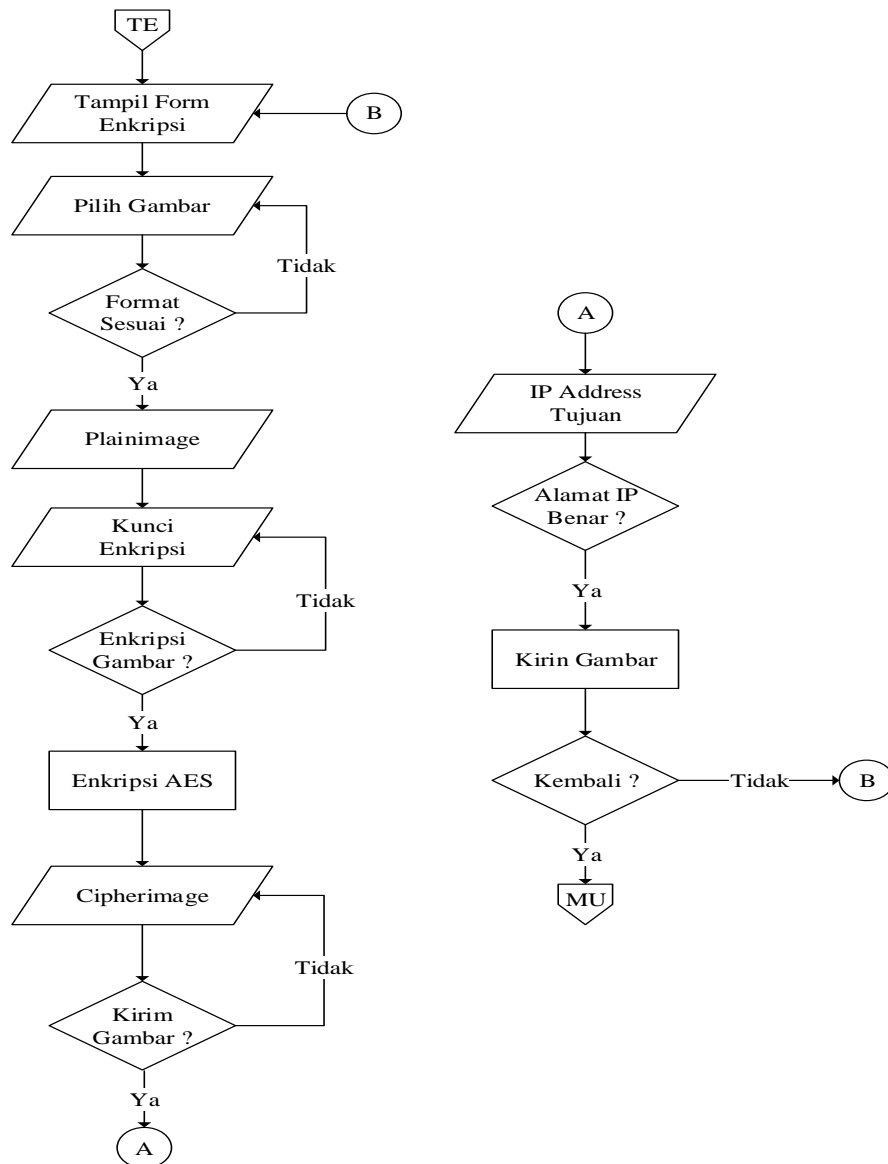 TE
Tampil Form
Enkripsi
B
Pilih Gambar
Tidak
Format
Sesuai ?
Ya
Plainimage
Kunci
Enkripsi
Tidak
Enkripsi
Gambar ?
Ya
Enkripsi AES
Cipherimage
Tidak
Kirim
Gambar ?
Ya
A
A
IP Address
Tujuan
Alamat IP
Benar ?
Ya
Kirin Gambar
Kembali ?
Tidak
B
Ya
MU